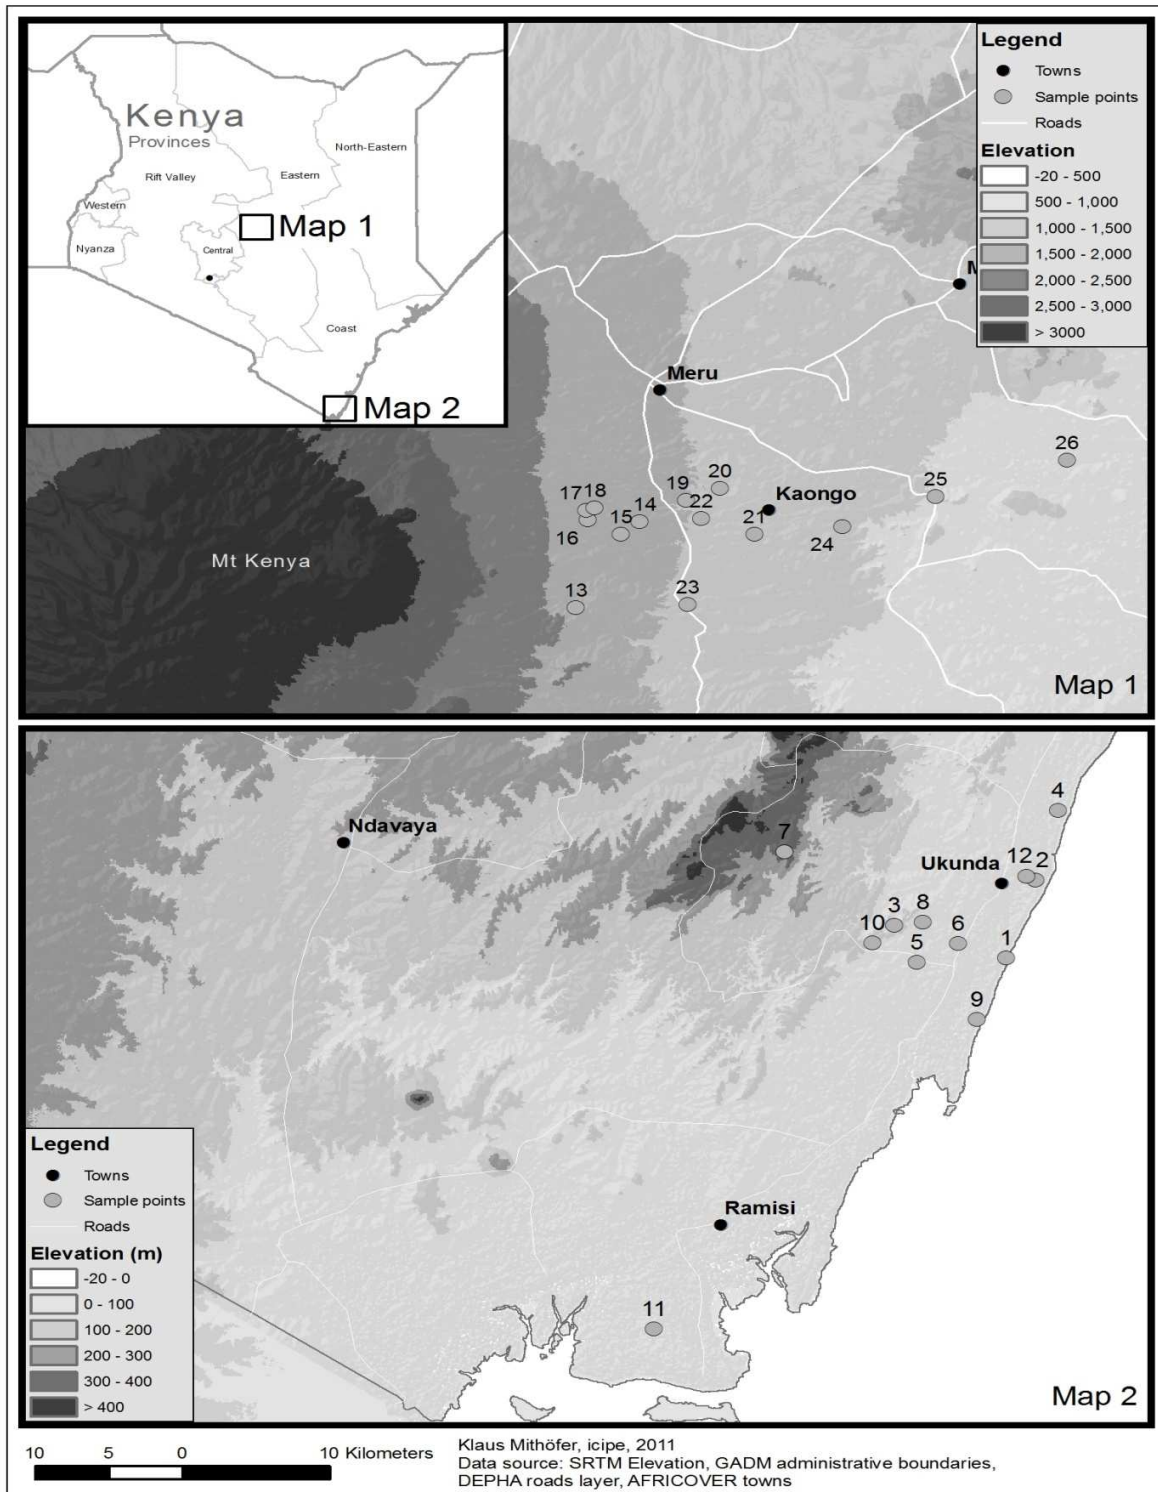 Kenya
Provinces
North-Eastern
Rift Valley
Eastern
Western
Map 1
Nyanza
Central
Coast
Map 2
Legend
Towns
Sample points
Roads
Elevation
-20 - 500
500 - 1,000
1,000 - 1,500
1,500 - 2,000
2,000 - 2,500
2,500 - 3,000
> 3000
Meru
26
20
19
25
17 18
22
Kaongo
14
15
21
16
24
Mt Kenya
13
23
Map 1
4
Ndavaya
7
12 2
Ukunda
3 8
10
6
5
1
9
Legend
Towns
Sample points
Roads
Elevation (m)
-20 - 0
0 - 100
100 - 200
200 - 300
300 - 400
> 400
Ramisi
11
Map 2
10 5 0 10 Kilometers
Klaus Mithöfer, icipe, 2011
Data source: SRTM Elevation, GADM administrative boundaries,
DEPHA roads layer, AFRICOVER towns